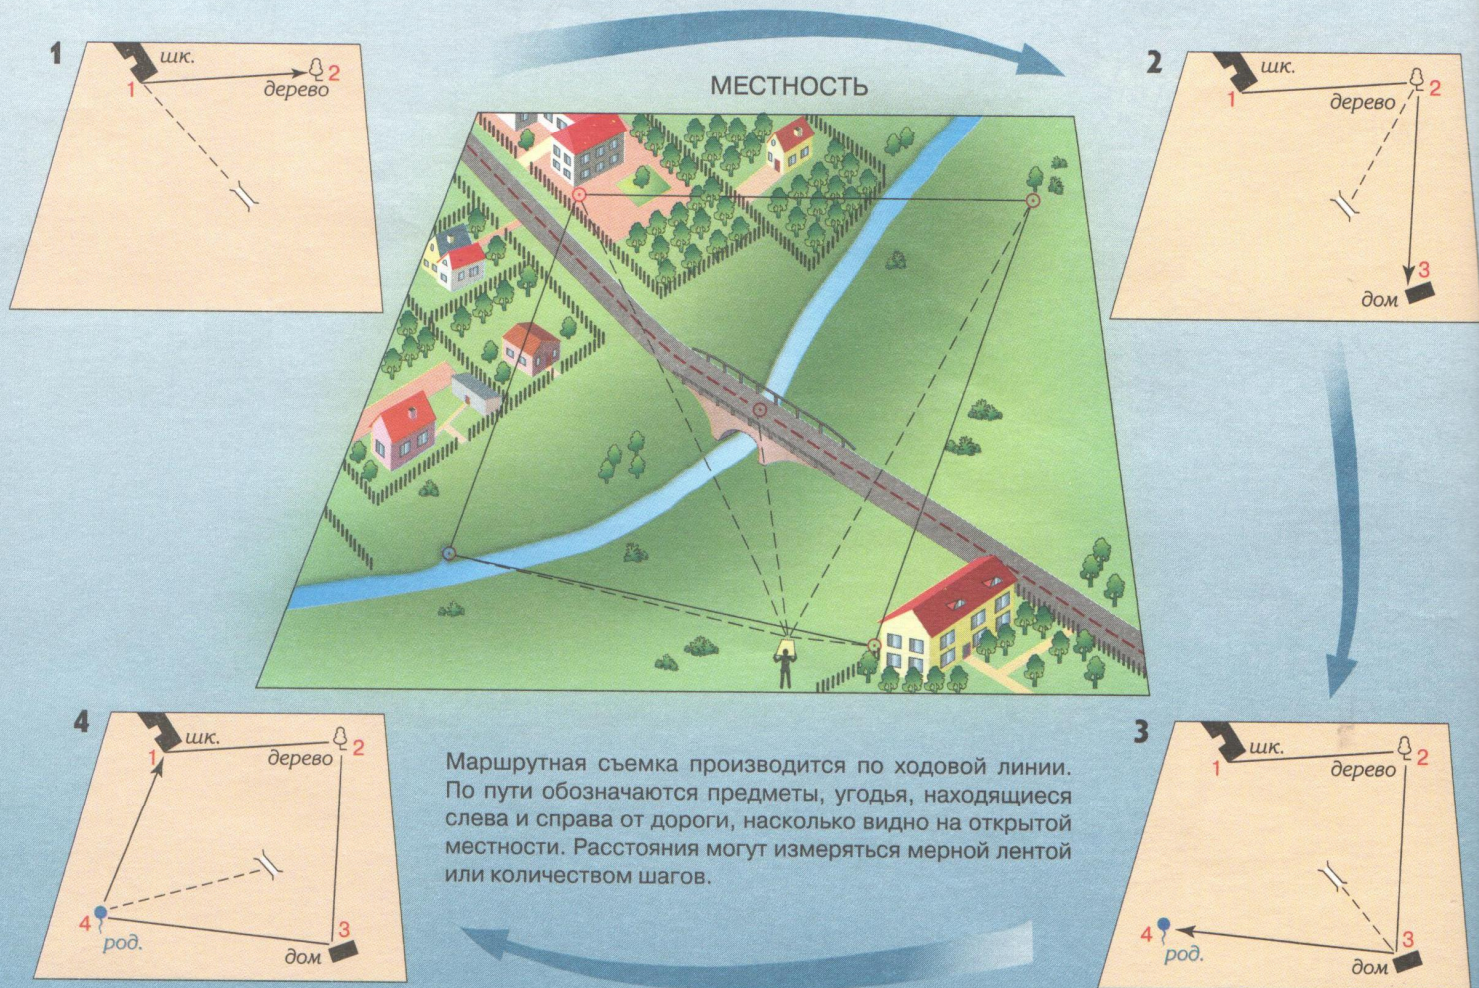 1
шк.
1
2
дерево
МЕСТНОСТЬ
2
шк.
1
2
дерево
3
дом
4
шк.
1
2
дерево
4
род.
3
дом
Маршрутная съемка производится по ходовой линии.
По пути обозначаются предметы, угодья, находящиеся
слева и справа от дороги, насколько видно на открытой
местности. Расстояния могут измеряться мерной лентой
или количеством шагов.
3
шк.
1
2
дерево
4
род.
3
дом